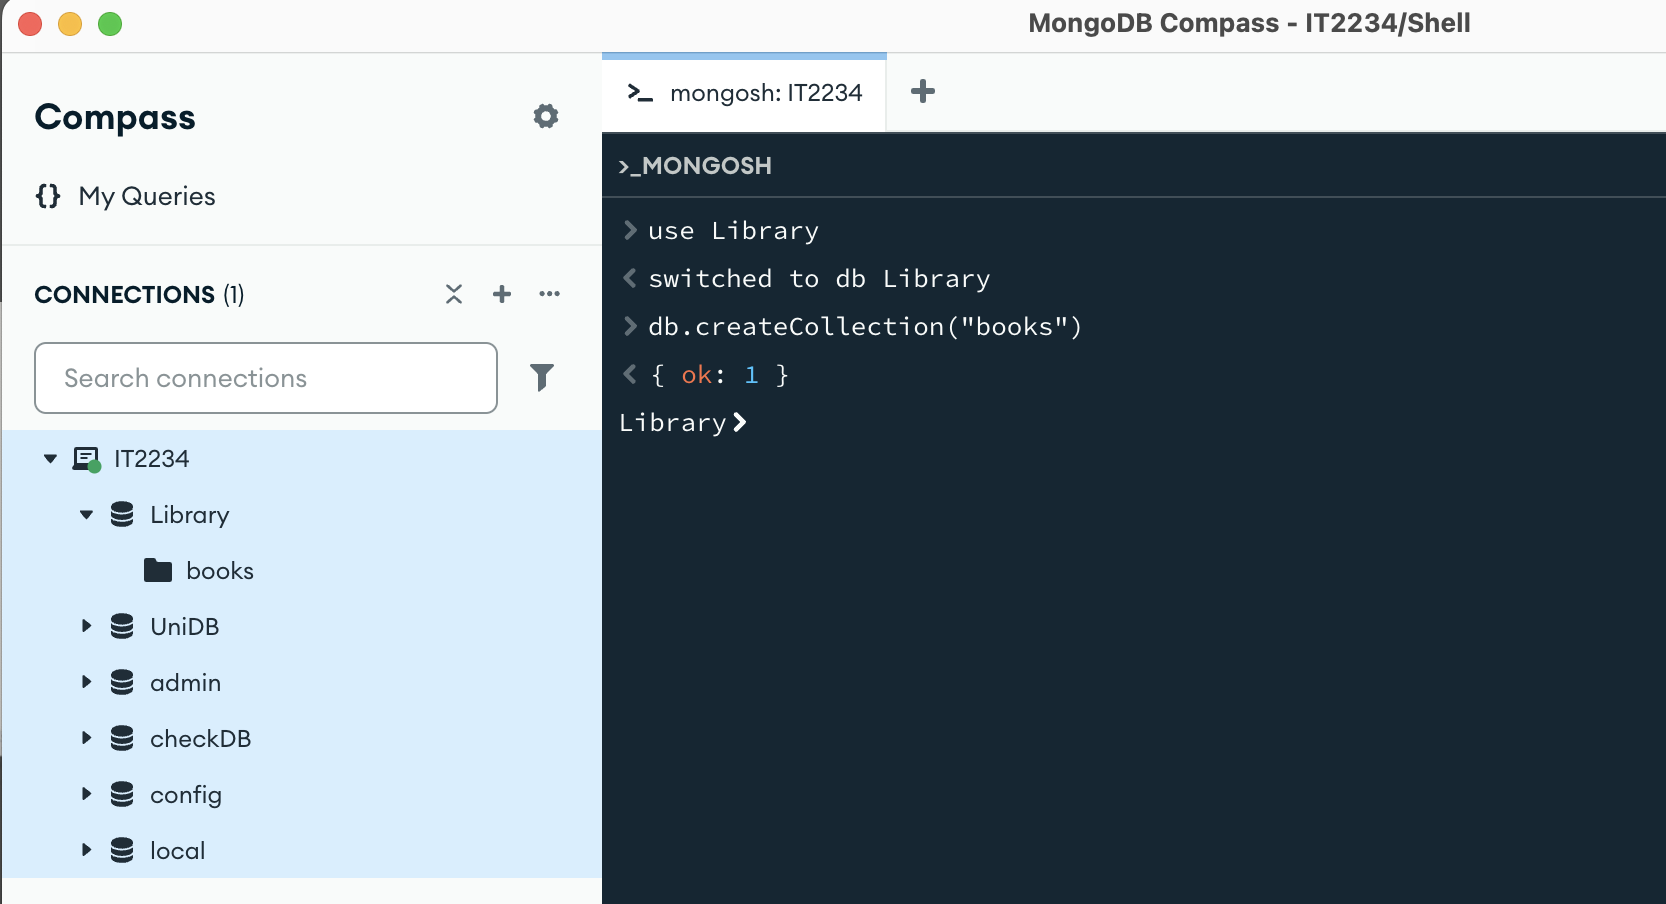 MongoDB Compass - IT2234/Shell
Compass
{} My Queries
CONNECTIONS (1)
Search connections
IT2234
Library
books
UniDB
admin
checkDB
config
local
>_ mongosh: IT2234
>_MONGOSH
> use Library
< switched to db Library
> db.createCollection("books")
< { ok: 1 }
Library>